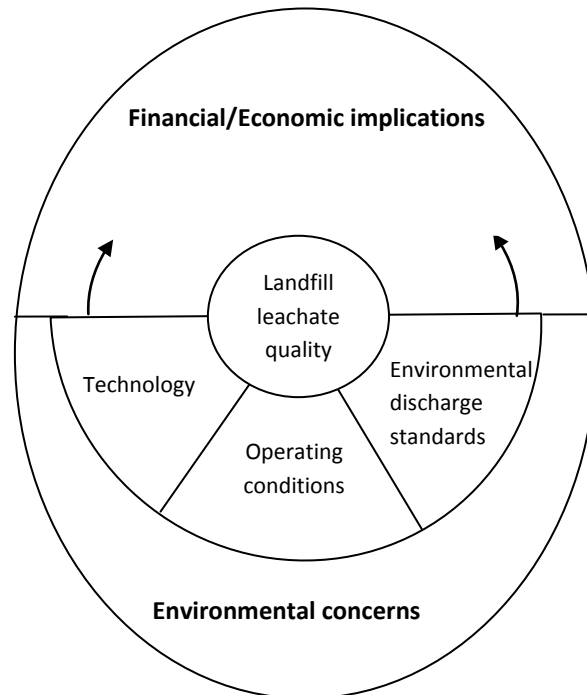 Financial/Economic implications
Landfill
leachate
quality
Technology
Operating
conditions
Environmental
discharge
standards
Environmental concerns